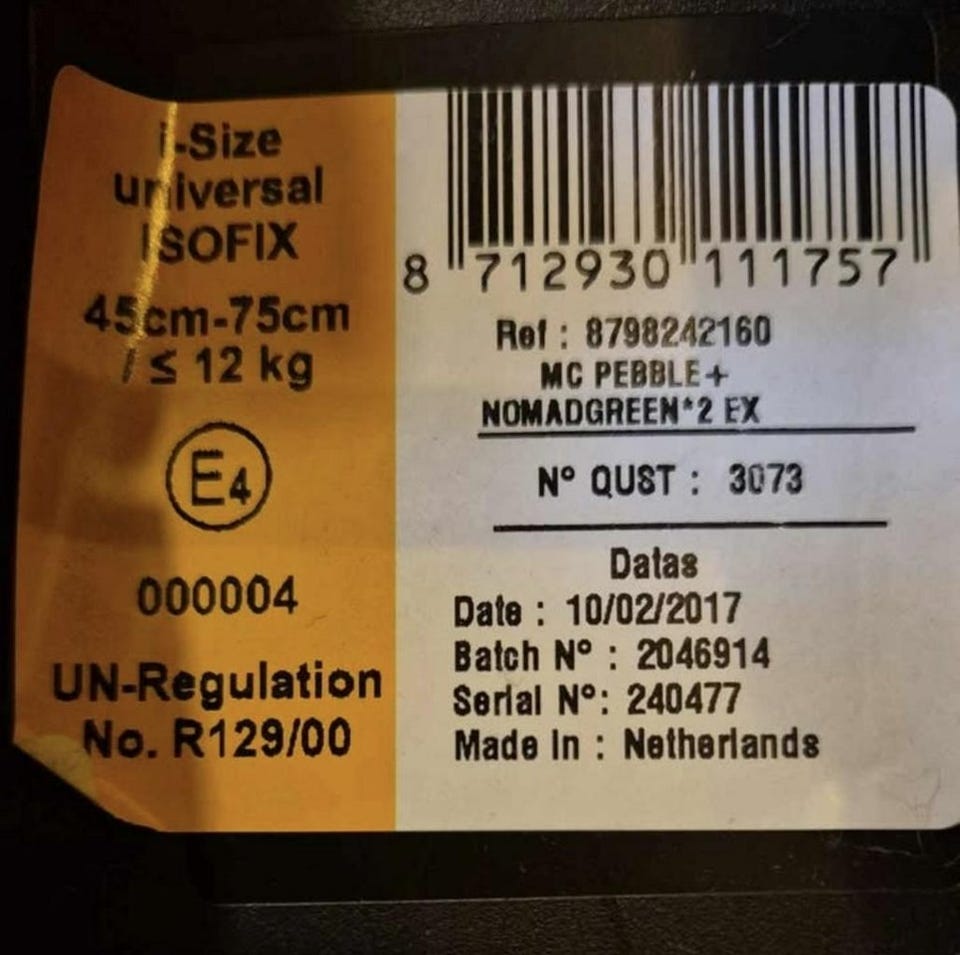 i-Size
universal
ISOFIX
45cm-75cm
/ ≤ 12 kg
E4
000004
UN-Regulation
No. R129/00
8 712930 111757
Ref : 8798242160
MC PEBBLE+
NOMADGREEN*2 EX
N° QUST : 3073
Datas
Date : 10/02/2017
Batch N° : 2046914
Serial N°: 240477
Made In : Netherlands